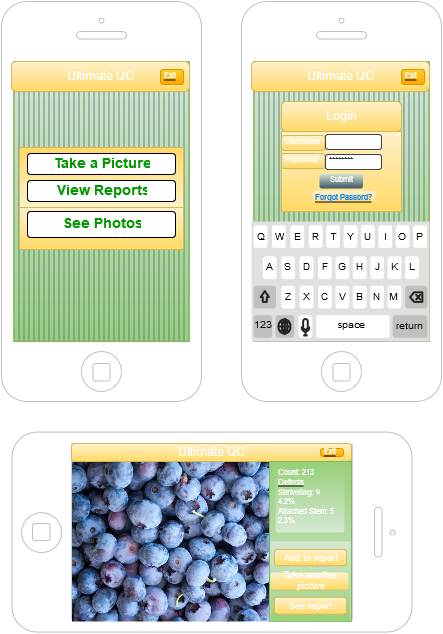 Ultimate QC
Exit
Take a Picture
View Reports
See Photos
Ultimate QC
Exit
Login
Username
Password
********
Submit
Forgot Passord?
Q W E R T Y U I O P
A S D F G H J K L
Z X C V B N M
123 space return
Ultimate QC
Exit
Count: 213
Defects
Shriveling: 9
4.2%
Attached Stem: 5
2.3%
Add to report
Take another
picture
See report